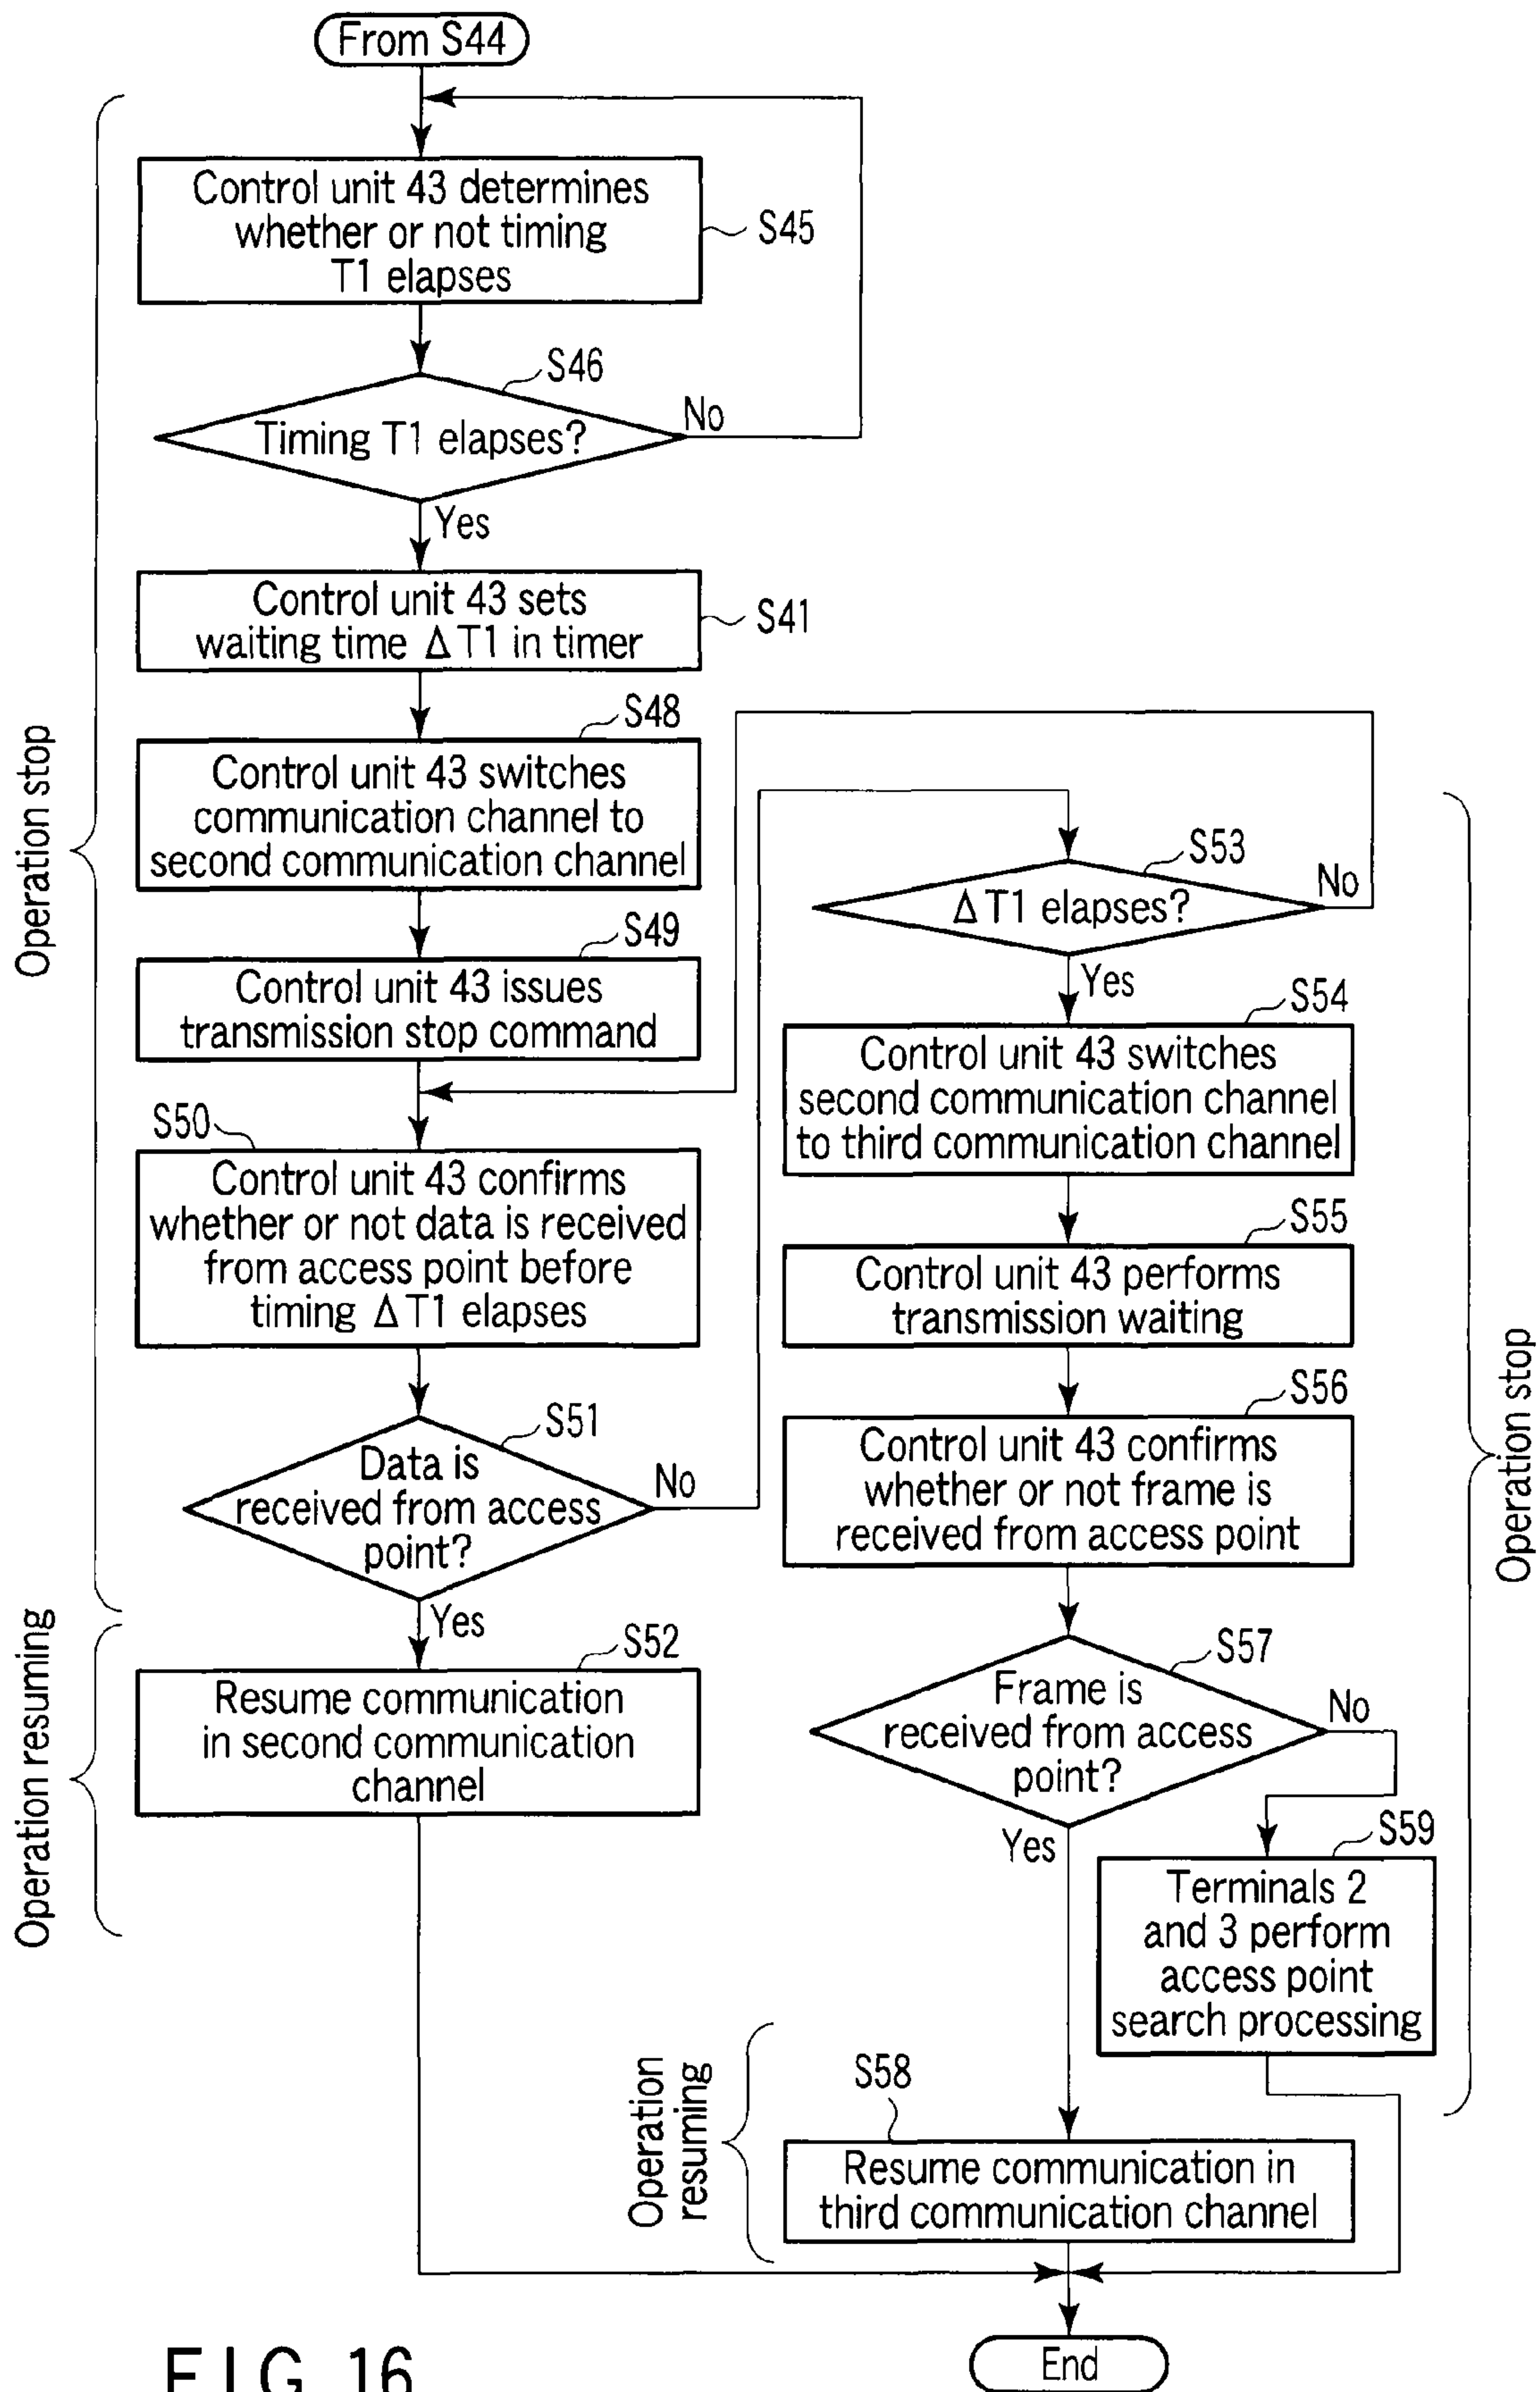 From S44
Control unit 43 determines
whether or not timing
T1 elapses
S45
S46
Timing T1 elapses?
No
Yes
Control unit 43 sets
waiting time ΔT1 in timer
S41
S48
Control unit 43 switches
communication channel to
second communication channel
S49
Control unit 43 issues
transmission stop command
S50
Control unit 43 confirms
whether or not data is received
from access point before
timing ΔT1 elapses
S51
Data is
received from access
point?
No
Yes
S52
Resume communication
in second communication
channel
Operation stop
Operation resuming
S53
ΔT1 elapses?
No
Yes
S54
Control unit 43 switches
second communication channel
to third communication channel
S55
Control unit 43 performs
transmission waiting
S56
Control unit 43 confirms
whether or not frame is
received from access point
S57
Frame is
received from access
point?
No
Yes
S59
Terminals 2
and 3 perform
access point
search processing
Operation stop
S58
Resume communication in
third communication channel
Operation
resuming
End
FIG. 16